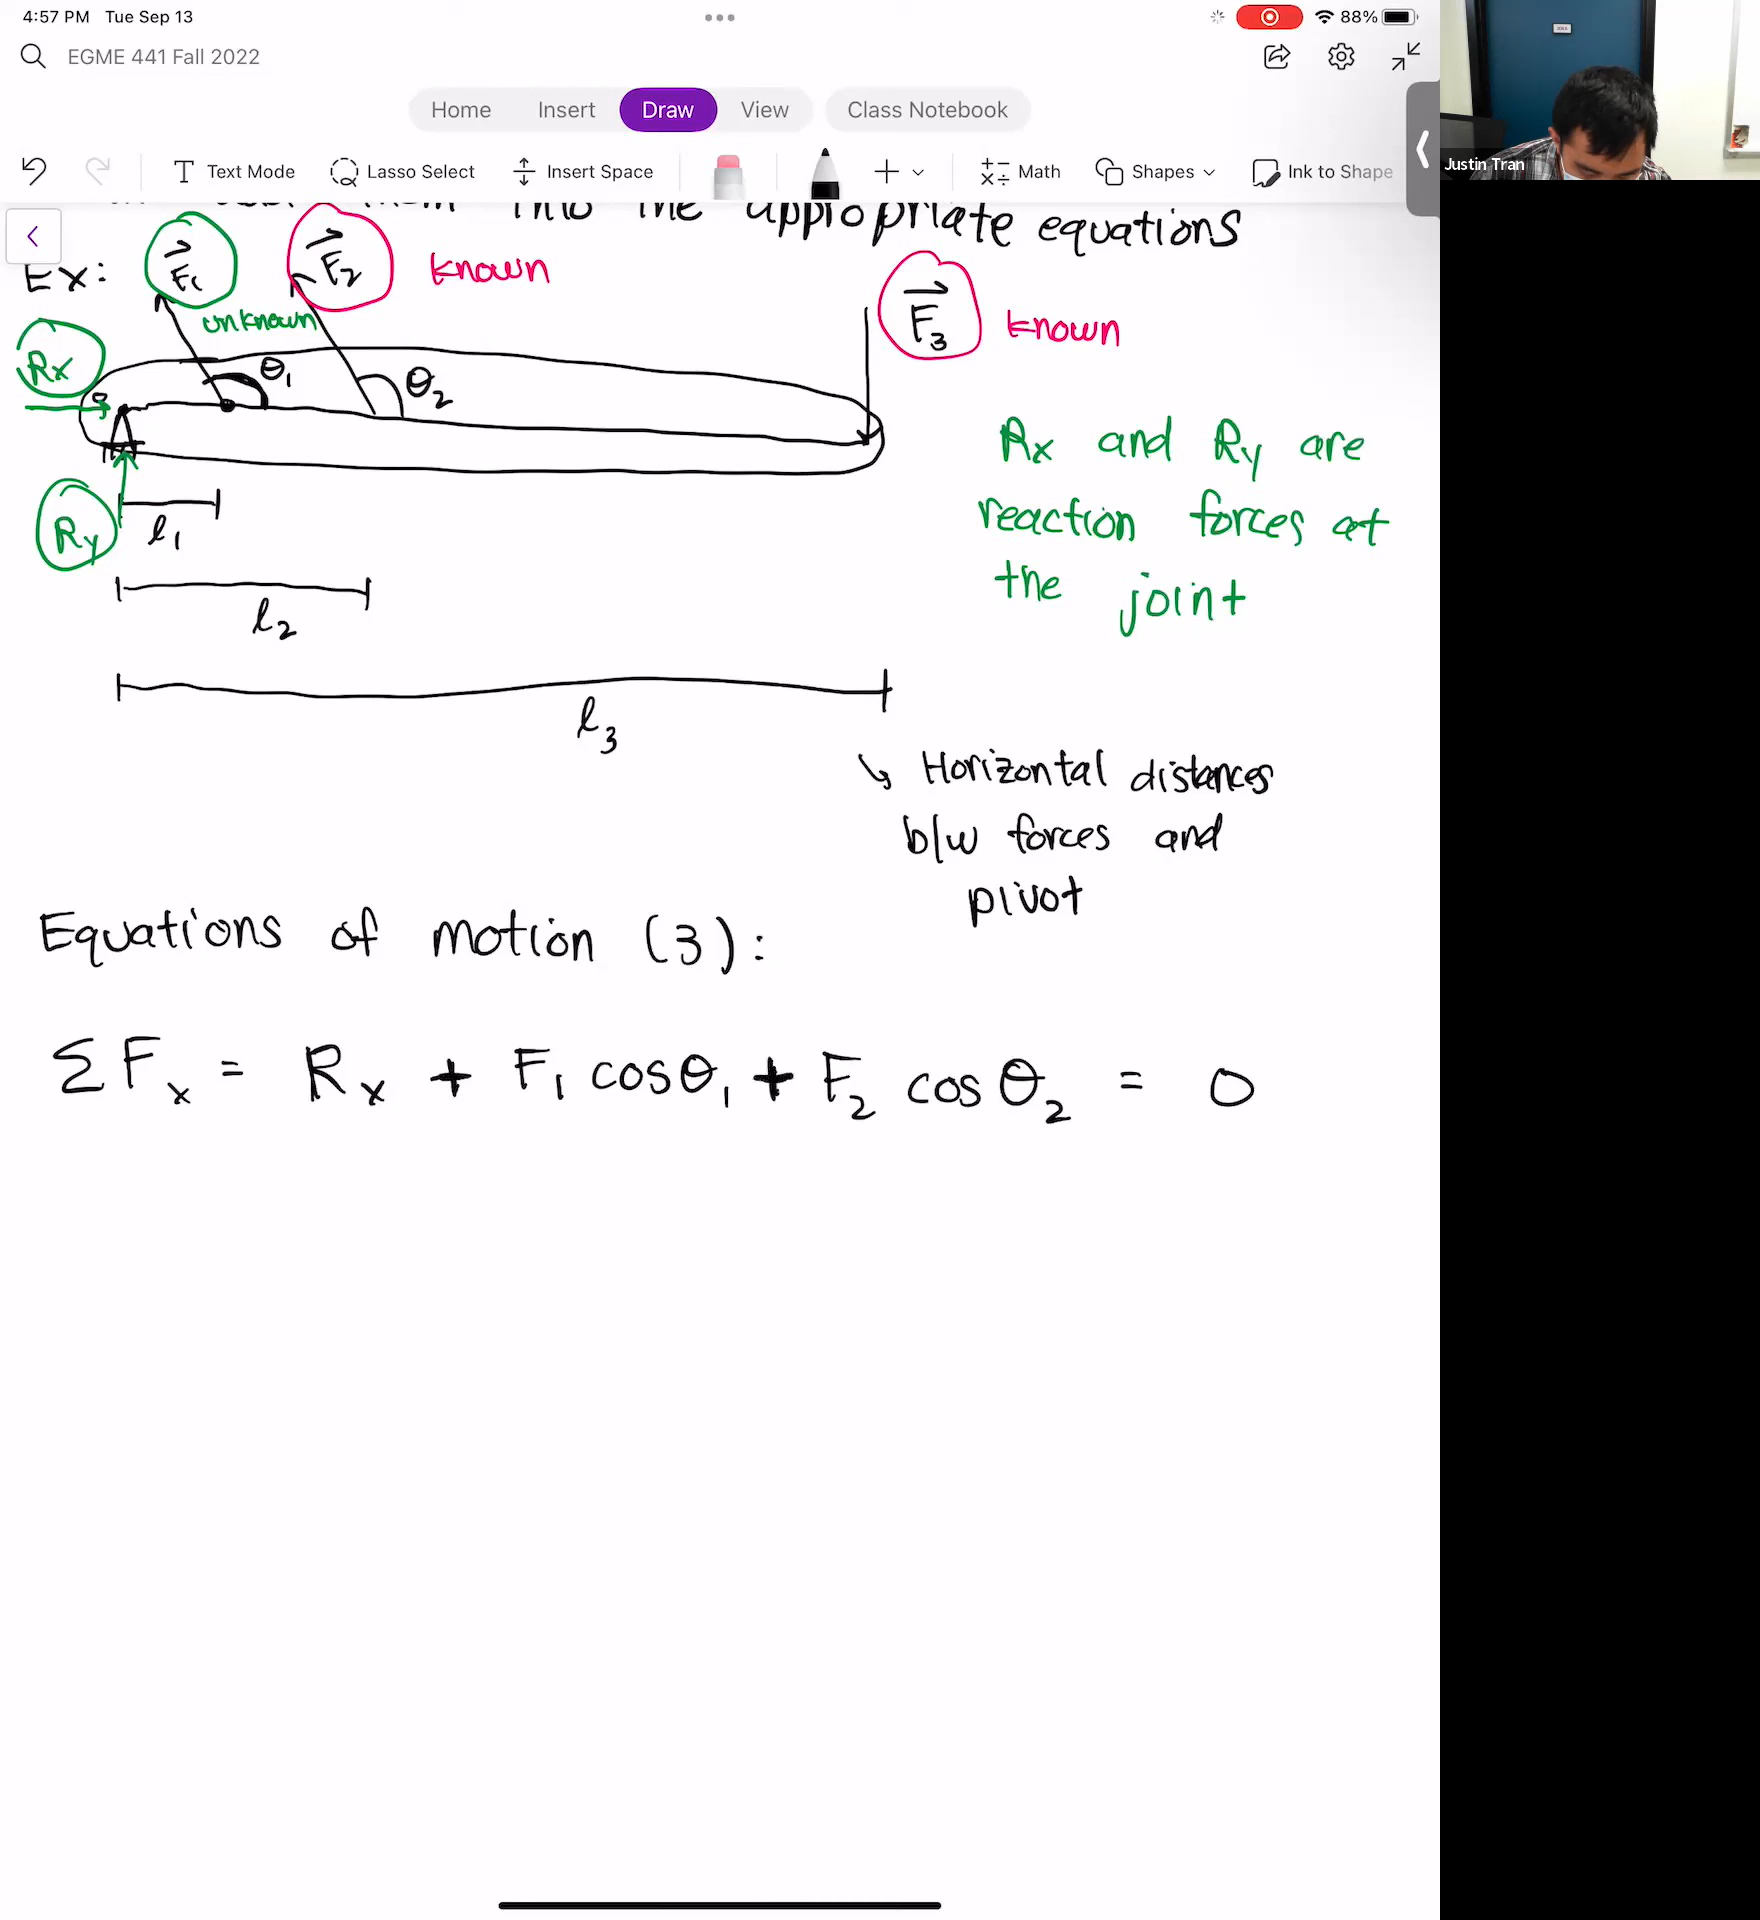 4:57 PM Tue Sep 13
88%
EGME 441 Fall 2022
Home Insert Draw View Class Notebook
Text Mode Lasso Select Insert Space Math Shapes Ink to Shape
Justin Tran
into the appropriate equations
Ex: F₁ F₂ known
unknown
F₃ known
Rx
θ₁ θ₂
Rx and Ry are
reaction forces at
the joint
Ry l₁
l₂
l₃
↳ Horizontal distances
b/w forces and
pivot
Equations of motion (3):
ΣFx = Rx + F₁ cosθ₁ + F₂ cosθ₂ = 0